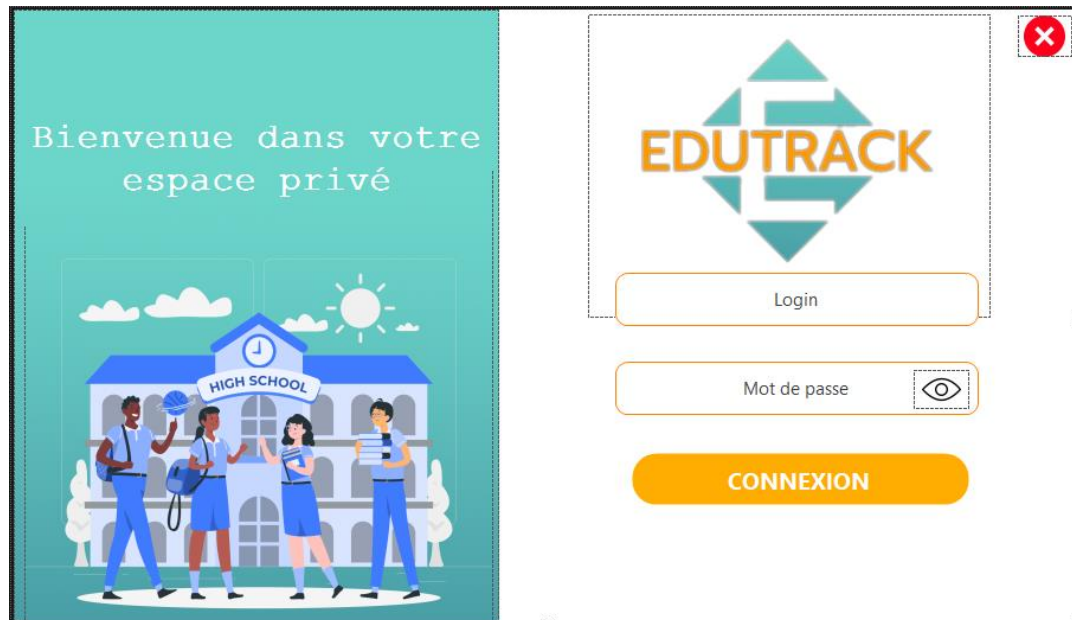 Bienvenue dans votre
espace privé
HIGH SCHOOL
EDUTRACK
Login
Mot de passe
CONNEXION